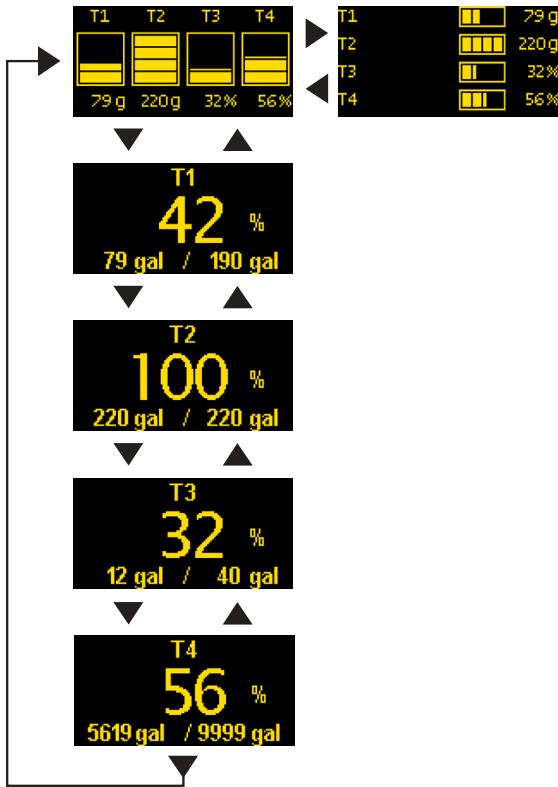 T1 T2 T3 T4
79 g 220 g 32% 56%
T1 79 g
T2 220 g
T3 32%
T4 56%
T1
42 %
79 gal / 190 gal
T2
100 %
220 gal / 220 gal
T3
32 %
12 gal / 40 gal
T4
56 %
5619 gal / 9999 gal